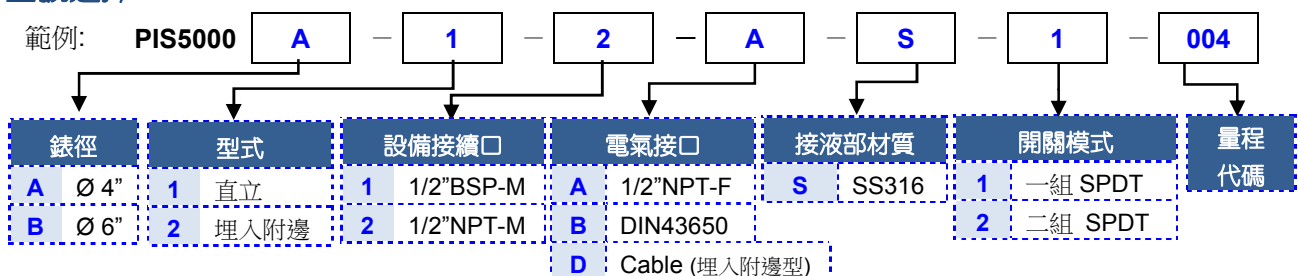 範例: PIS5000 A － 1 － 2 － A － S － 1 － 004
錶徑 型式 設備接續口 電氣接口 接液部材質 開關模式 量程
代碼
A Ø 4” 1 直立 1 1/2”BSP-M A 1/2”NPT-F S SS316 1 一組 SPDT
B Ø 6” 2 埋入附邊 2 1/2”NPT-M B DIN43650 2 二組 SPDT
D Cable (埋入附邊型)